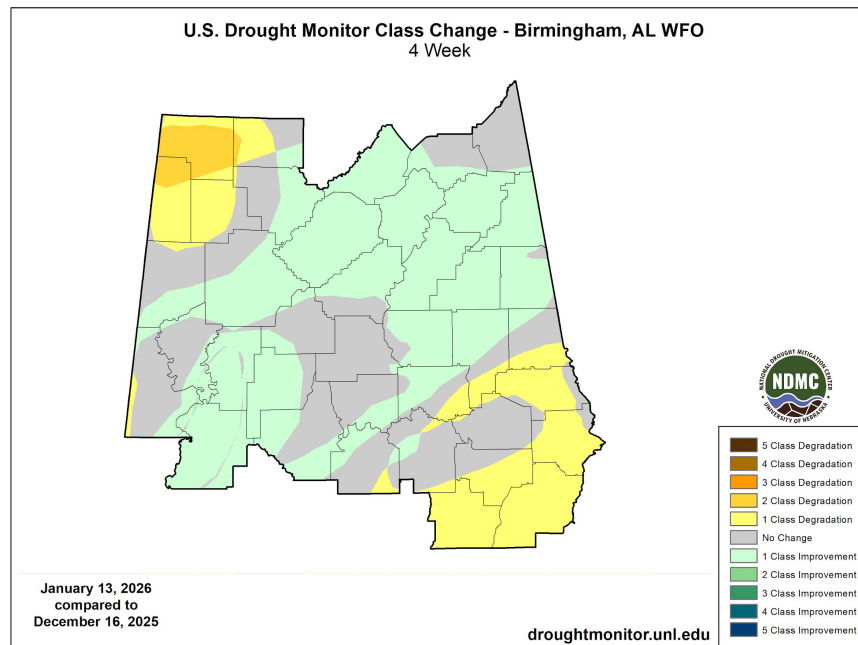 U.S. Drought Monitor Class Change - Birmingham, AL WFO
4 Week
NATIONAL DROUGHT MITIGATION CENTER
NDMC
UNIVERSITY OF NEBRASKA
5 Class Degradation
4 Class Degradation
3 Class Degradation
2 Class Degradation
1 Class Degradation
No Change
1 Class Improvement
2 Class Improvement
3 Class Improvement
4 Class Improvement
5 Class Improvement
January 13, 2026
compared to
December 16, 2025
droughtmonitor.unl.edu